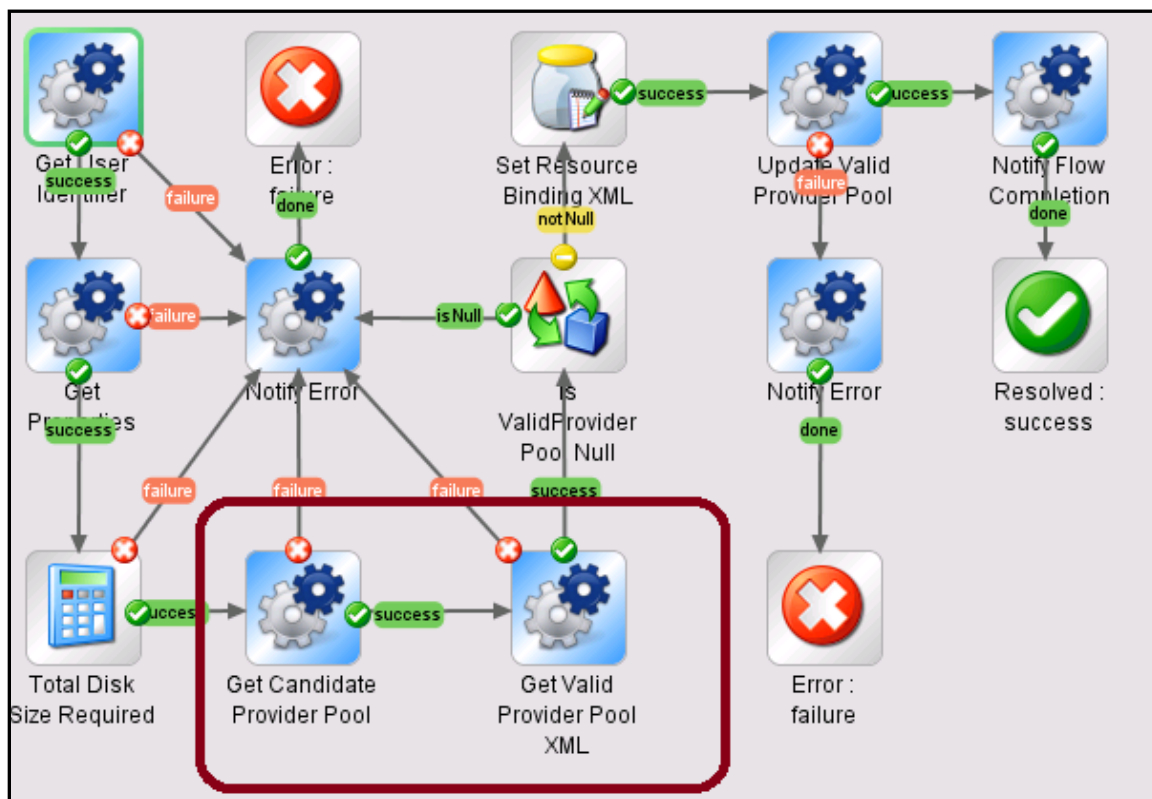 success
success
Get User
Identifier
success
failure
Error :
failure
done
Set Resource
Binding XML
notNull
Update Valid
Provider Pool
failure
Notify Flow
Completion
done
failure
isNull
Get
Properties
success
Notify Error
Is
ValidProvider
Pool Null
success
Notify Error
done
Resolved :
success
failure
failure
failure
success
success
Total Disk
Size Required
Get Candidate
Provider Pool
Get Valid
Provider Pool
XML
Error :
failure